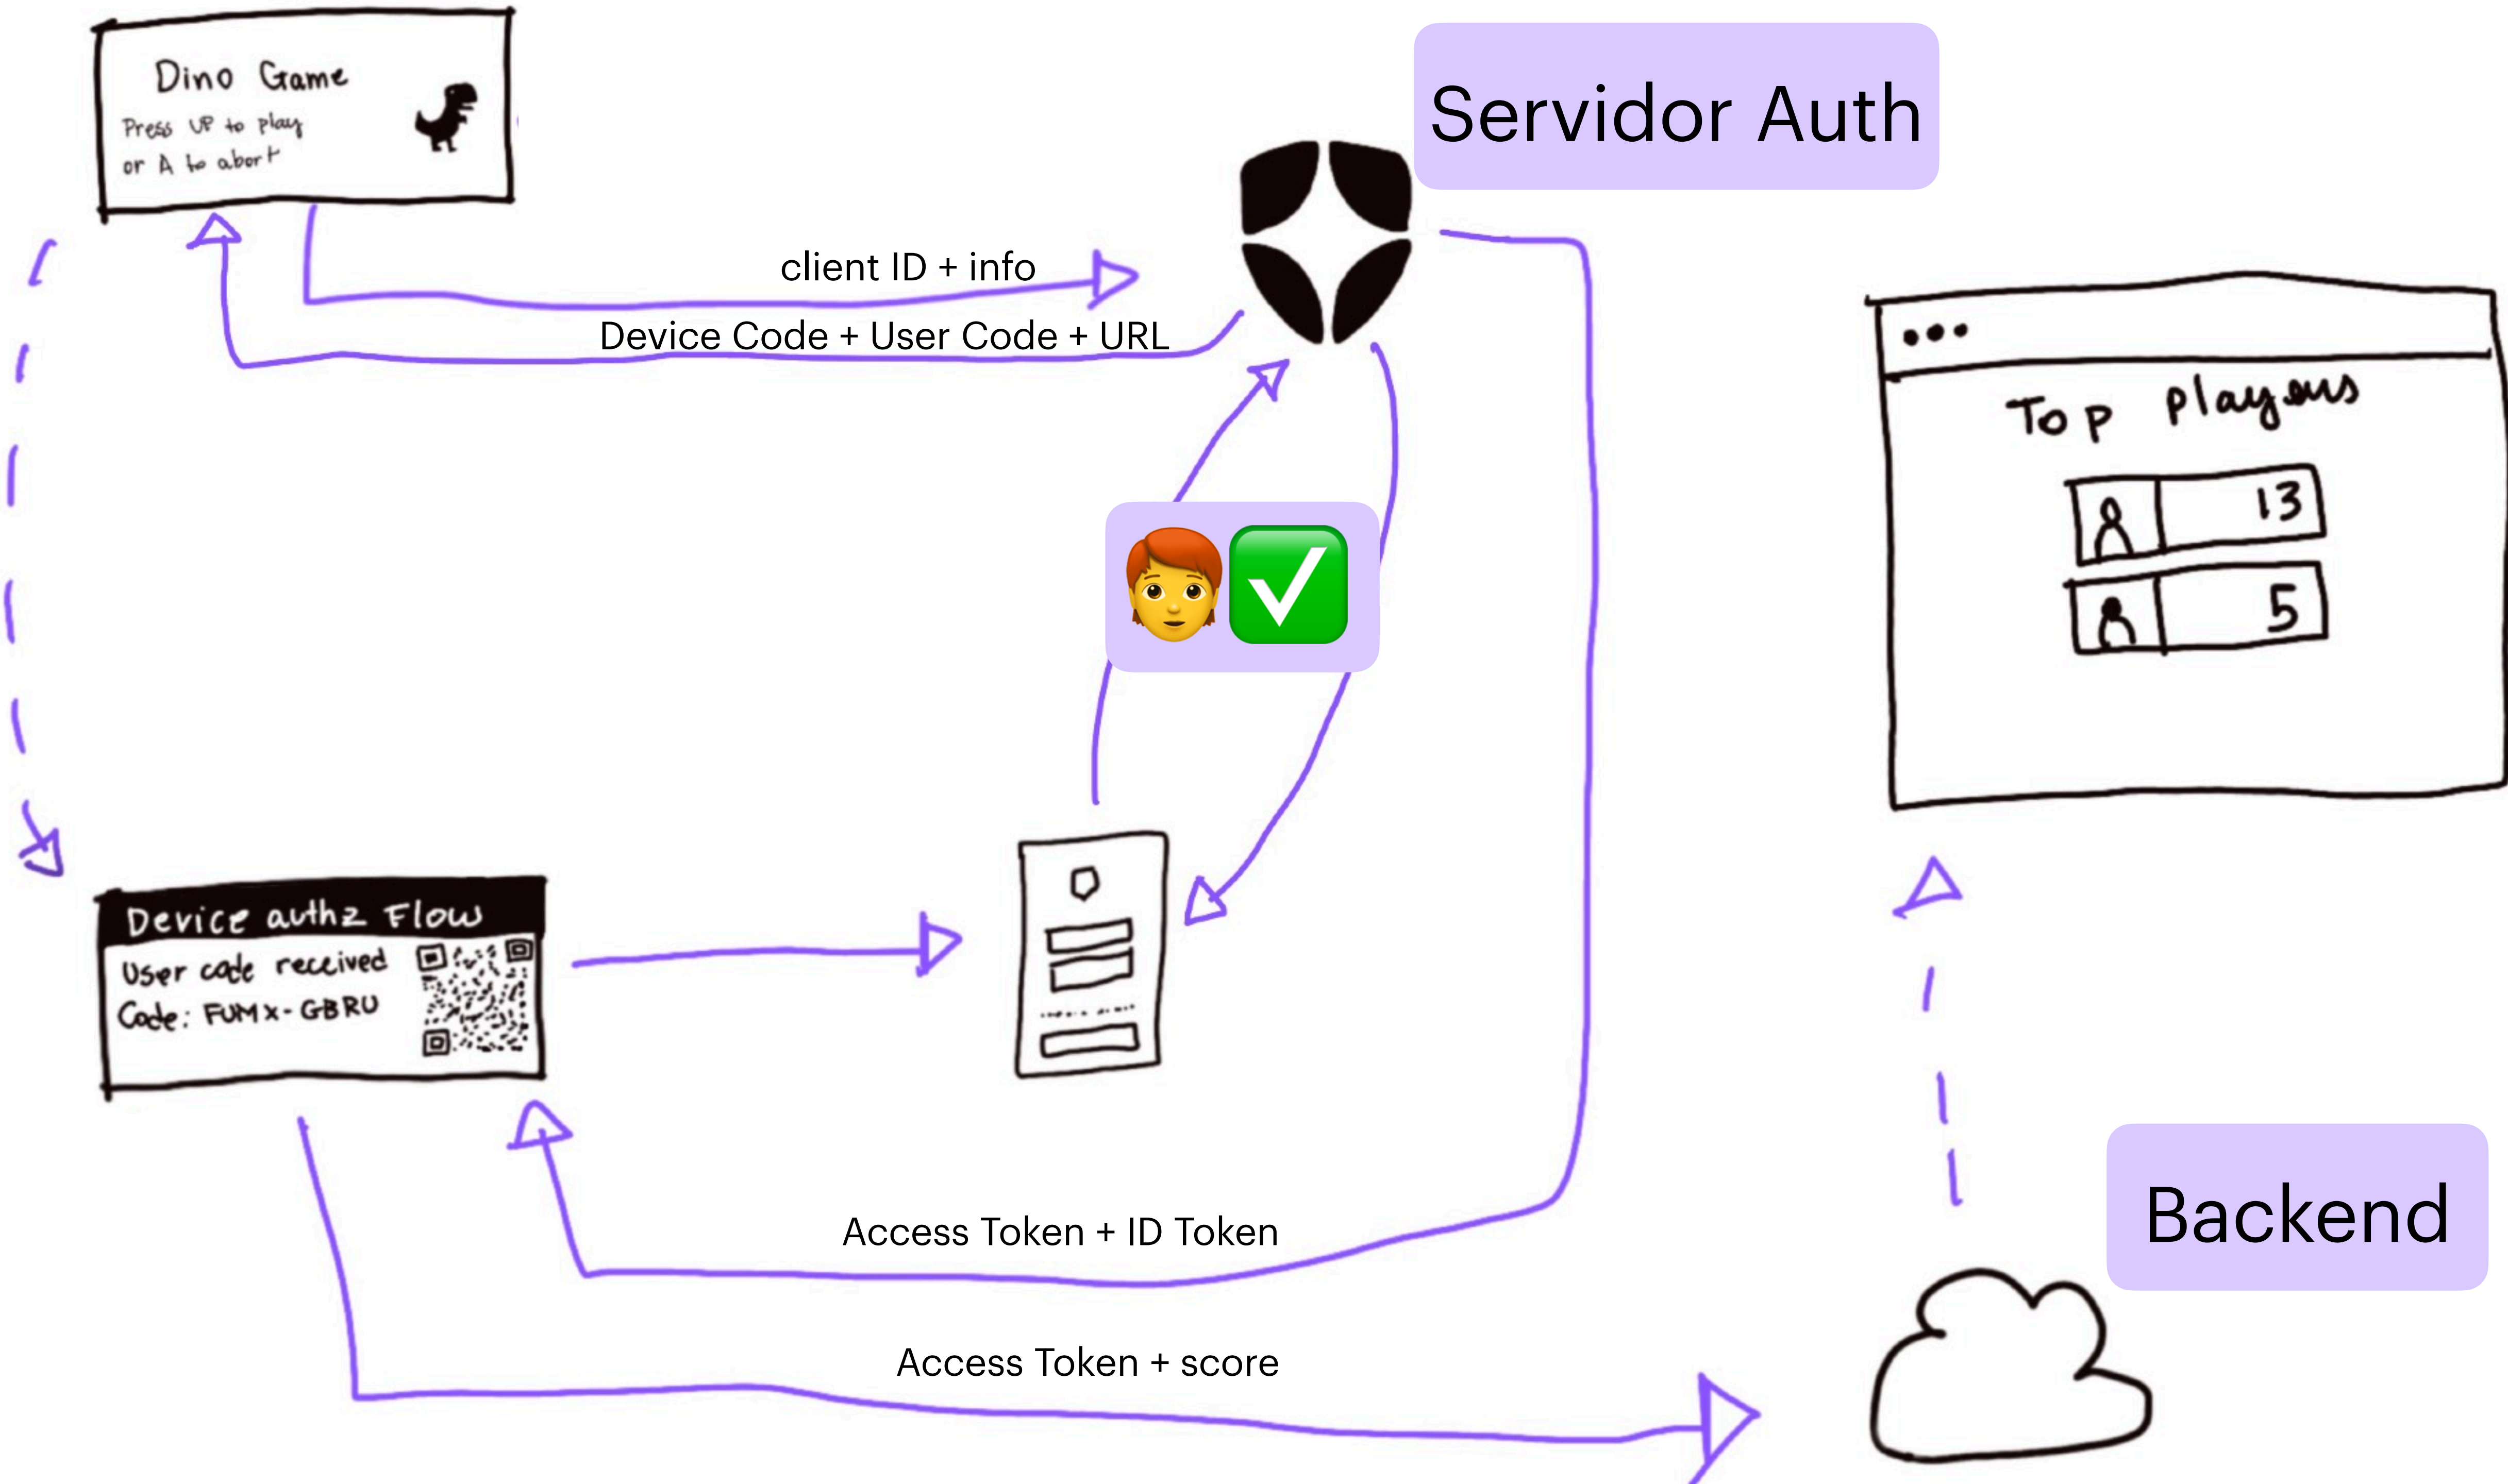 Dino Game
Press UP to play
or A to abort
Servidor Auth
client ID + info
Device Code + User Code + URL
Top players
13
5
Device authz Flow
User code received
Code: FUMX-GBRU
Access Token + ID Token
Backend
Access Token + score